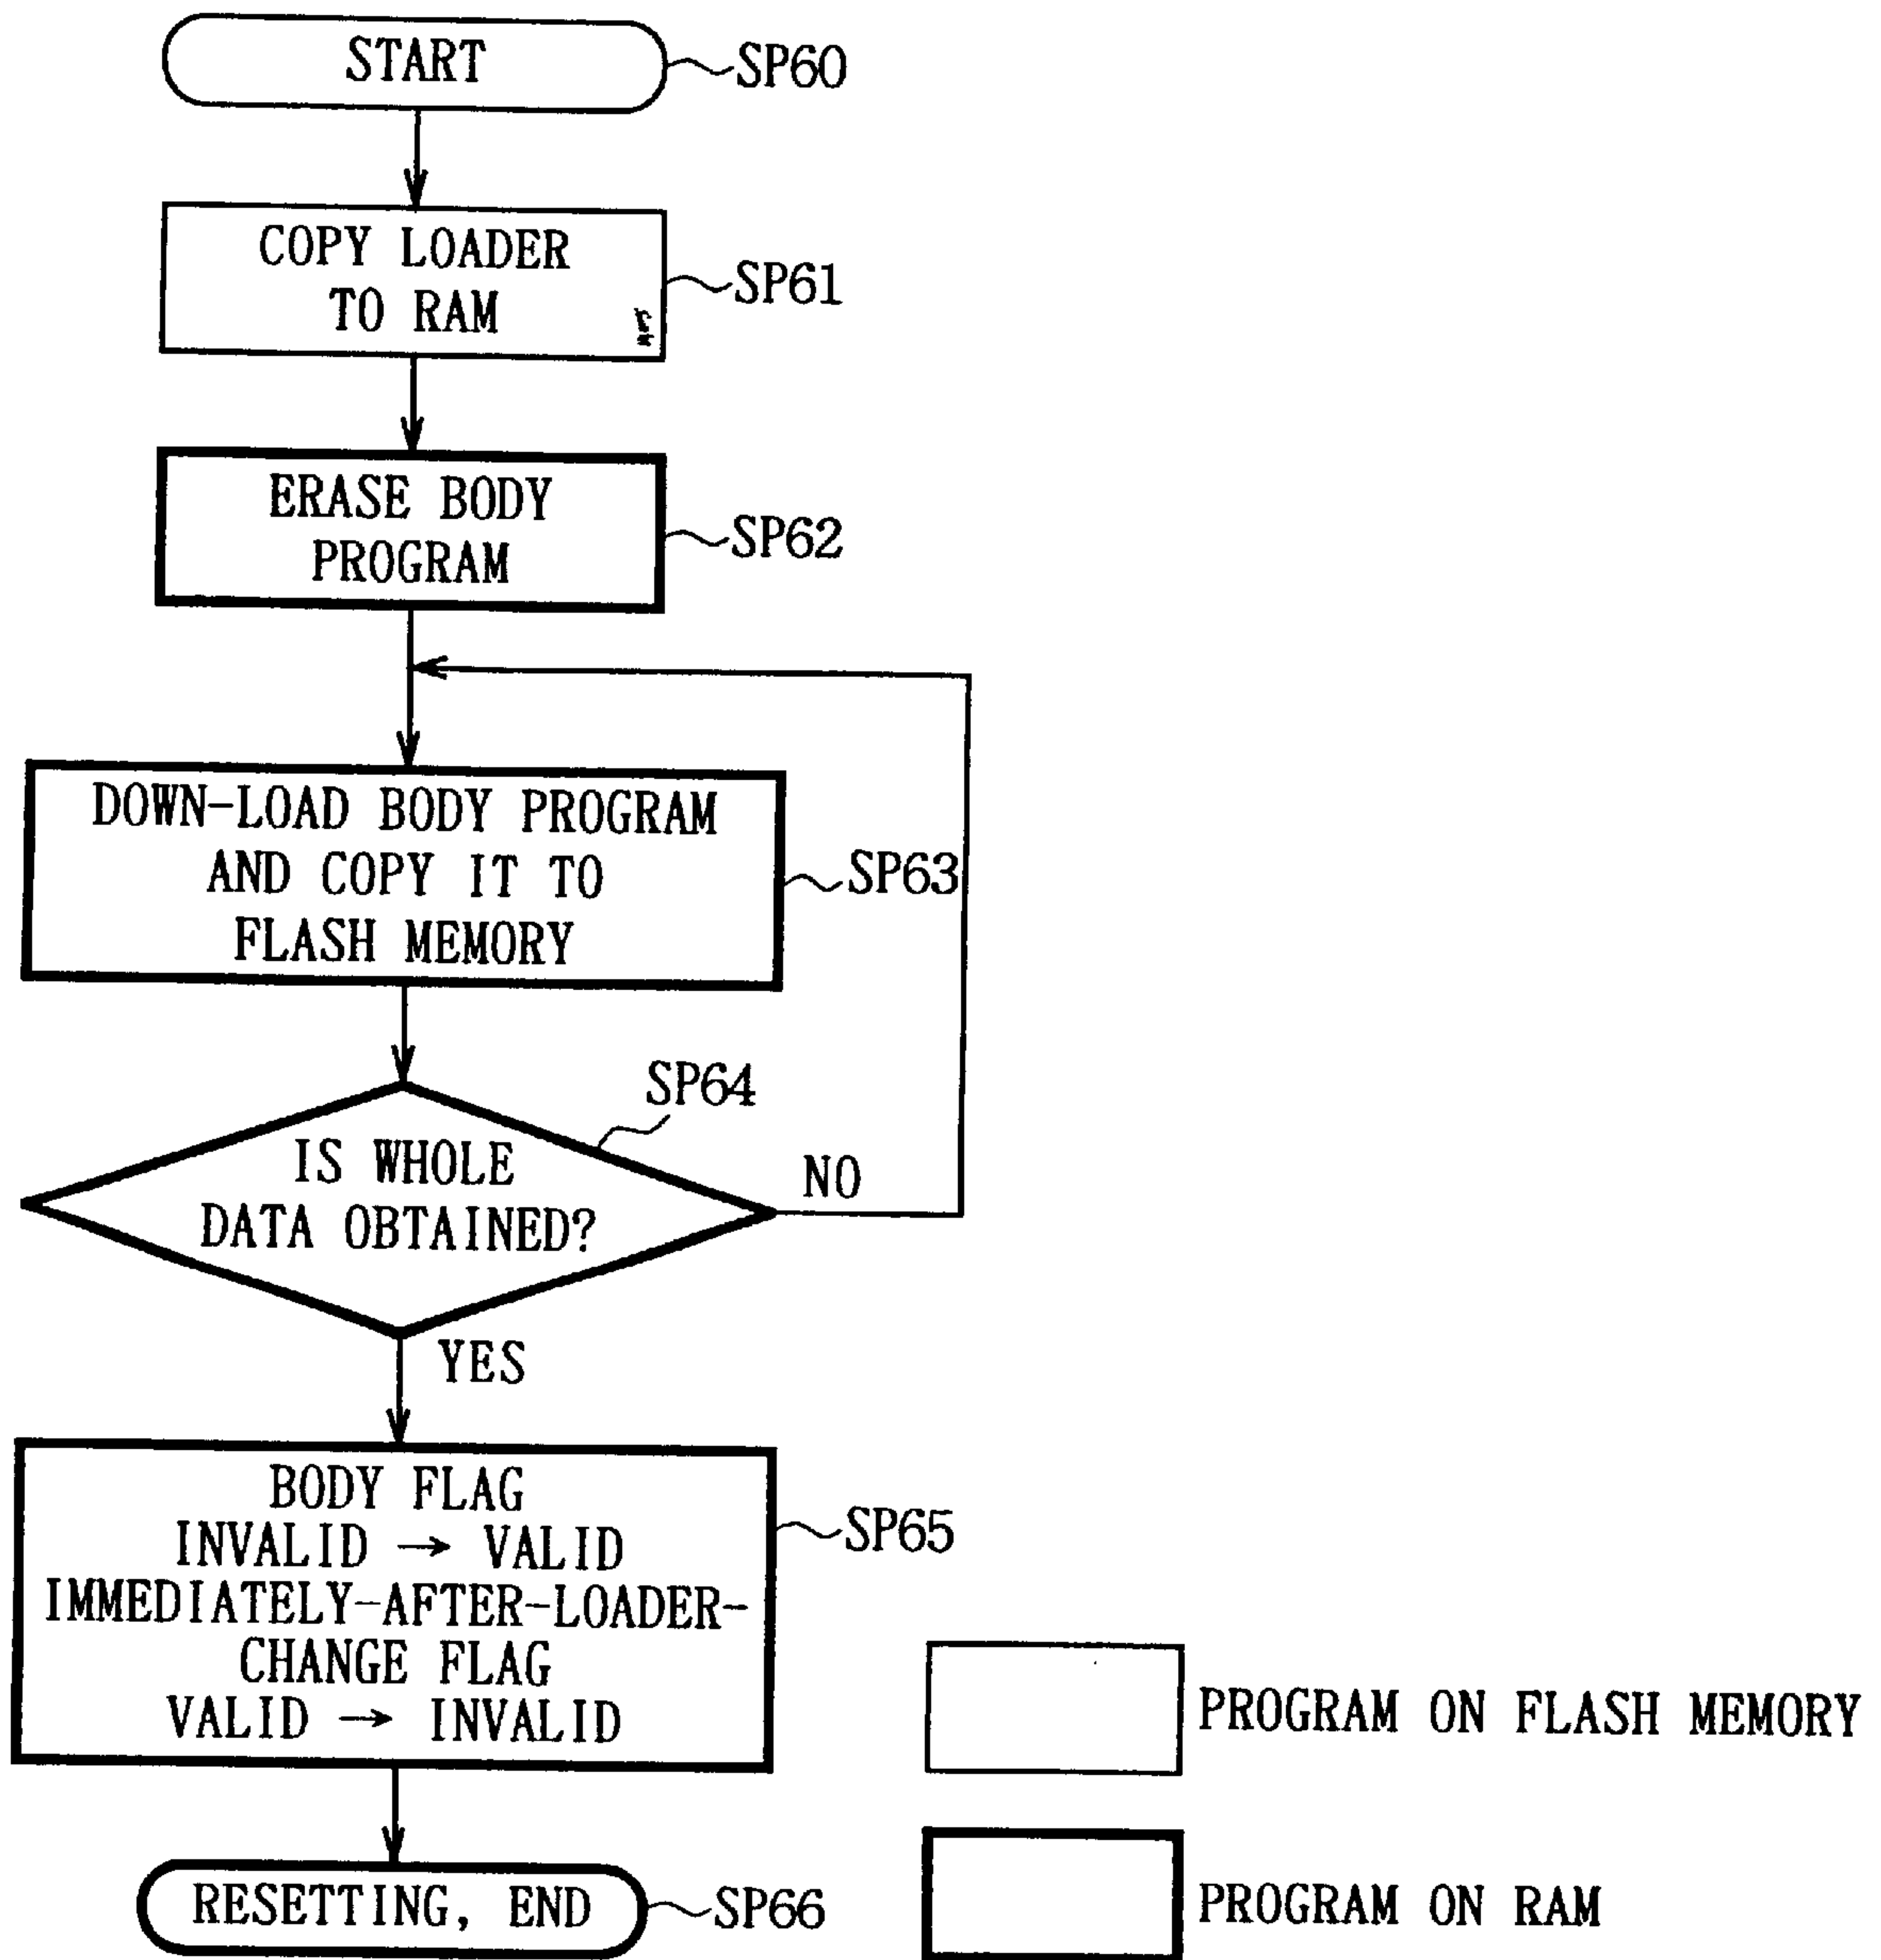 START
SP60
COPY LOADER
TO RAM
SP61
ERASE BODY
PROGRAM
SP62
DOWN-LOAD BODY PROGRAM
AND COPY IT TO
FLASH MEMORY
SP63
SP64
IS WHOLE
DATA OBTAINED?
NO
YES
BODY FLAG
INVALID → VALID
IMMEDIATELY-AFTER-LOADER-
CHANGE FLAG
VALID → INVALID
SP65
RESETTING, END
SP66
PROGRAM ON FLASH MEMORY
PROGRAM ON RAM